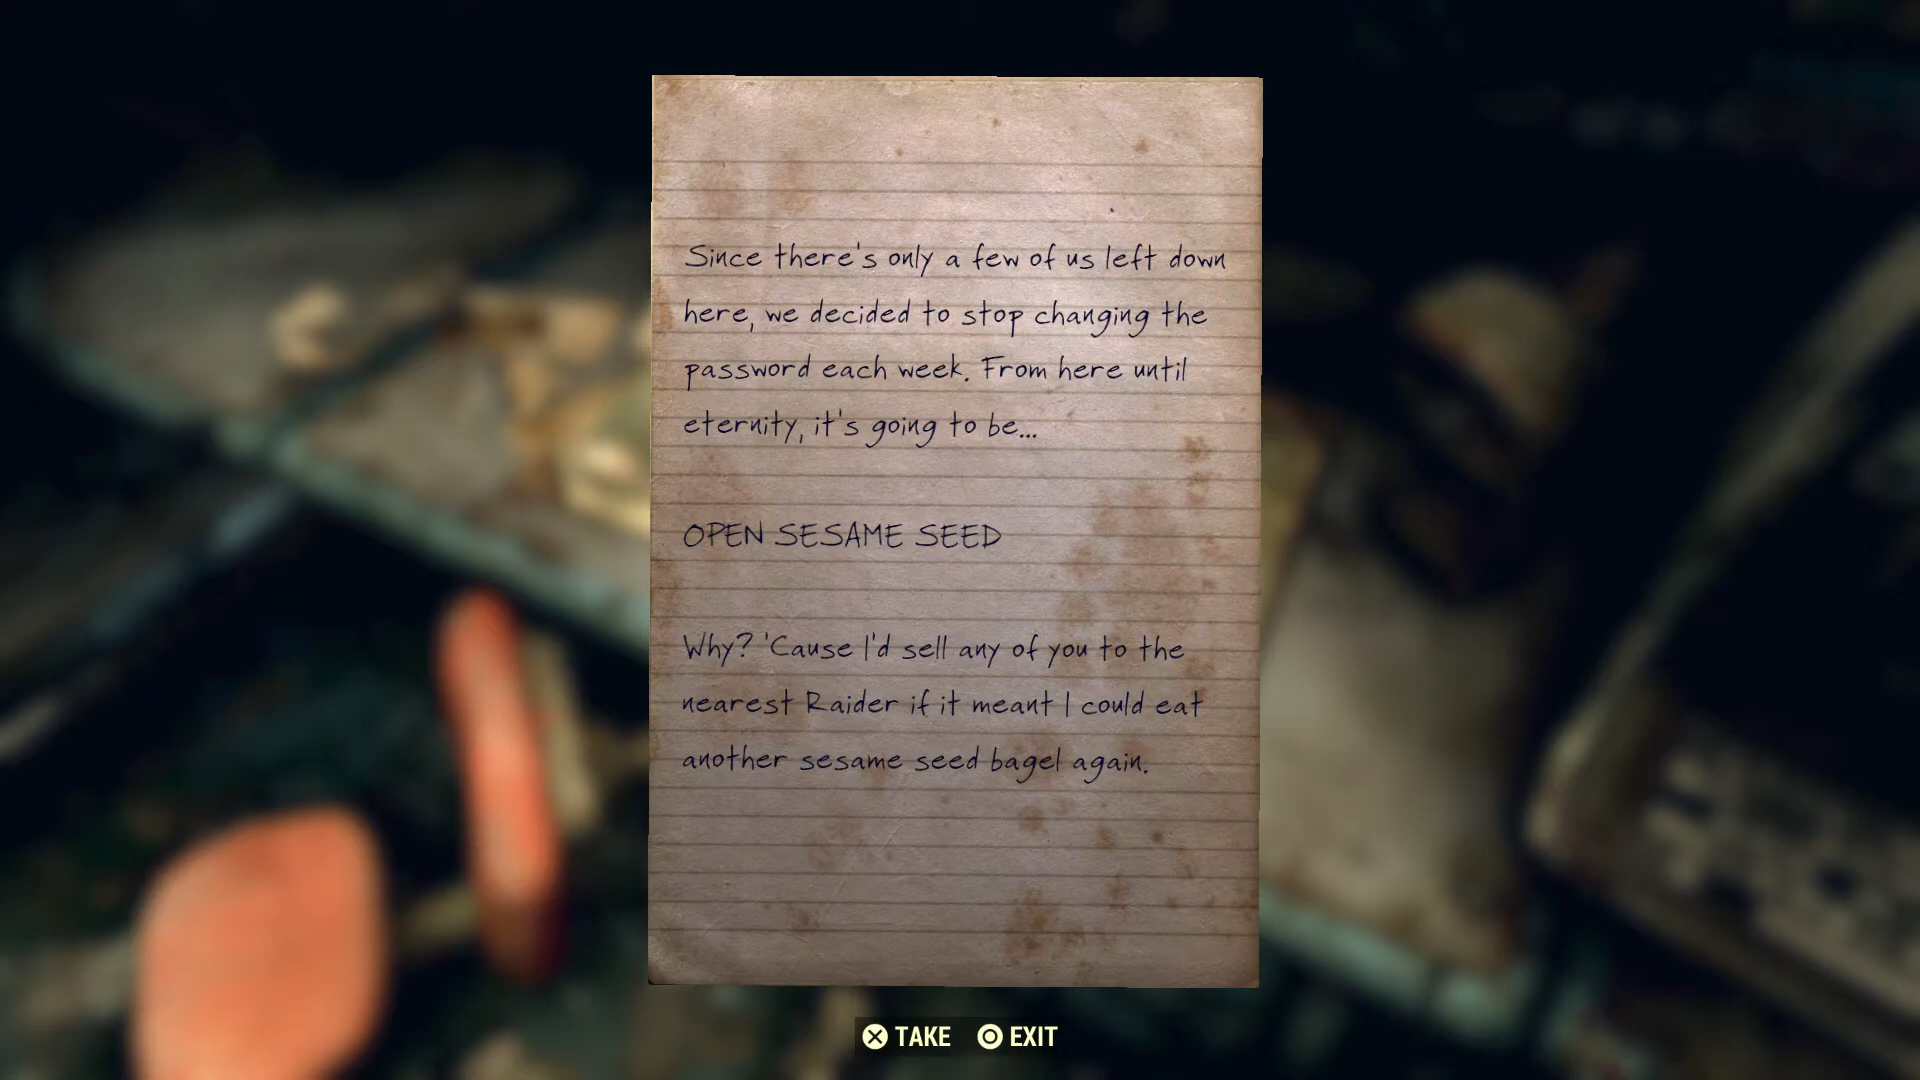 Since there's only a few of us left down
here, we decided to stop changing the
password each week. From here until
eternity, it's going to be...
OPEN SESAME SEED
Why? 'Cause I'd sell any of you to the
nearest Raider if it meant I could eat
another sesame seed bagel again.
TAKE EXIT